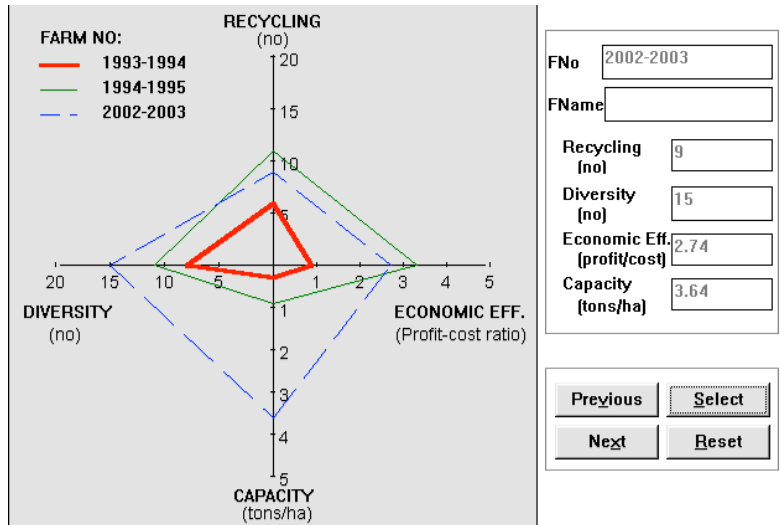 RECYCLING
(no)
FARM NO:
1993-1994
1994-1995
2002-2003
20
15
10
5
20 15 10 5 1 2 3 4 5
DIVERSITY
(no)
ECONOMIC EFF.
(Profit-cost ratio)
1
2
3
4
5
CAPACITY
(tons/ha)
FNo 2002-2003
FName
Recycling
(no) 9
Diversity
(no) 15
Economic Eff.
(profit/cost) 2.74
Capacity
(tons/ha) 3.64
Previous Select
Next Reset